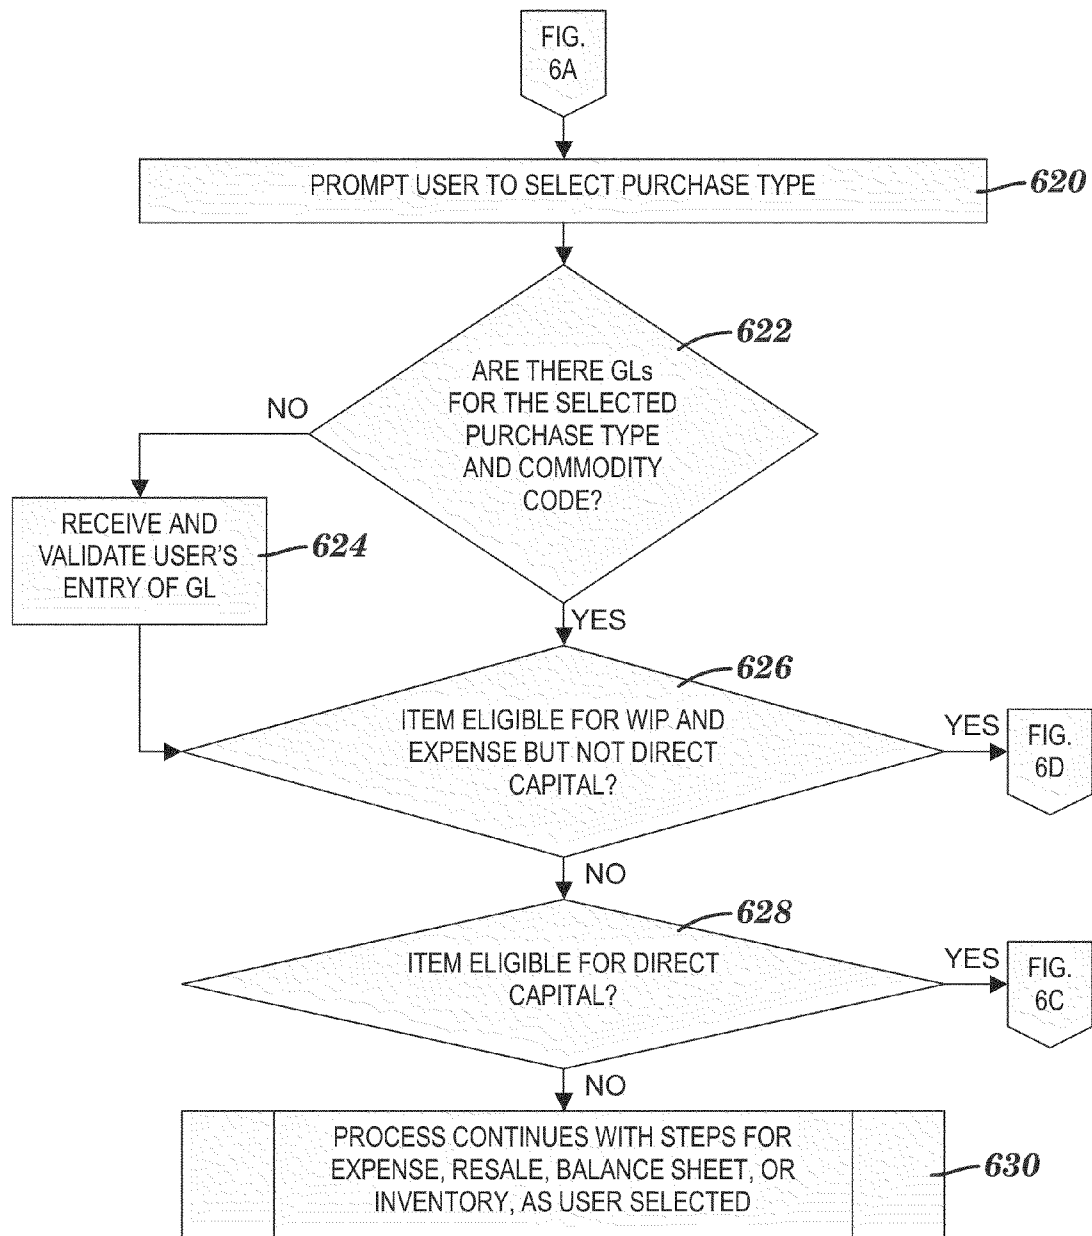 FIG.
6A
PROMPT USER TO SELECT PURCHASE TYPE
620
622
ARE THERE GLs
FOR THE SELECTED
PURCHASE TYPE
AND COMMODITY
CODE?
NO
RECEIVE AND
VALIDATE USER'S
ENTRY OF GL
624
YES
626
ITEM ELIGIBLE FOR WIP AND
EXPENSE BUT NOT DIRECT
CAPITAL?
YES
FIG.
6D
NO
628
ITEM ELIGIBLE FOR DIRECT
CAPITAL?
YES
FIG.
6C
NO
PROCESS CONTINUES WITH STEPS FOR
EXPENSE, RESALE, BALANCE SHEET, OR
INVENTORY, AS USER SELECTED
630